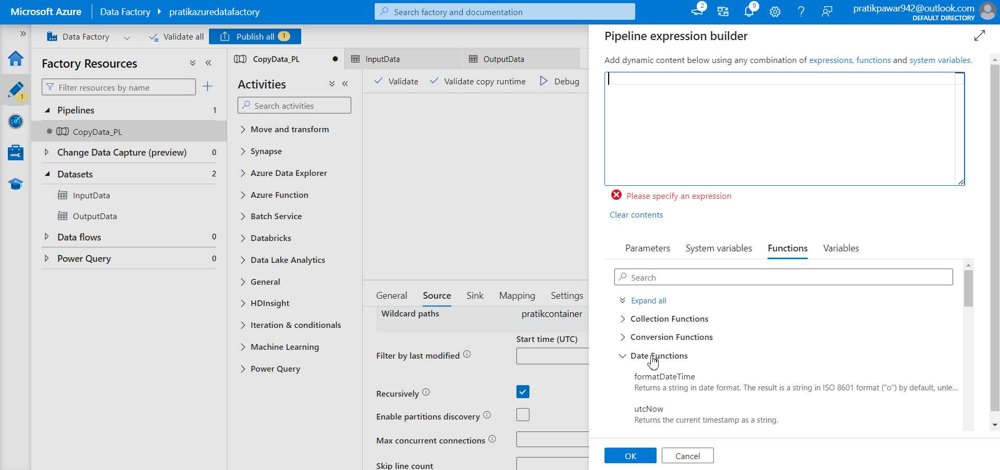 Microsoft Azure
Data Factory
pratikazuredatafactory
Search factory and documentation
2
9
pratikpawar942@outlook.com
DEFAULT DIRECTORY
Data Factory
Validate all
Publish all
1
1
Factory Resources
Filter resources by name
Pipelines 1
CopyData_PL
Change Data Capture (preview) 0
Datasets 2
InputData
OutputData
Data flows 0
Power Query 0
CopyData_PL
InputData
OutputData
Activities
Search activities
Move and transform
Synapse
Azure Data Explorer
Azure Function
Batch Service
Databricks
Data Lake Analytics
General
HDInsight
Iteration & conditionals
Machine Learning
Power Query
Validate
Validate copy runtime
Debug
General
Source
Sink
Mapping
Settings
Wildcard paths
pratikcontainer
Start time (UTC)
Filter by last modified
Recursively
Enable partitions discovery
Max concurrent connections
Skip line count
Pipeline expression builder
Add dynamic content below using any combination of expressions, functions and system variables.
Please specify an expression
Clear contents
Parameters
System variables
Functions
Variables
Search
Expand all
Collection Functions
Conversion Functions
Date Functions
formatDateTime
Returns a string in date format. The result is a string in ISO 8601 format ("o") by default, unle...
utcNow
Returns the current timestamp as a string.
OK
Cancel